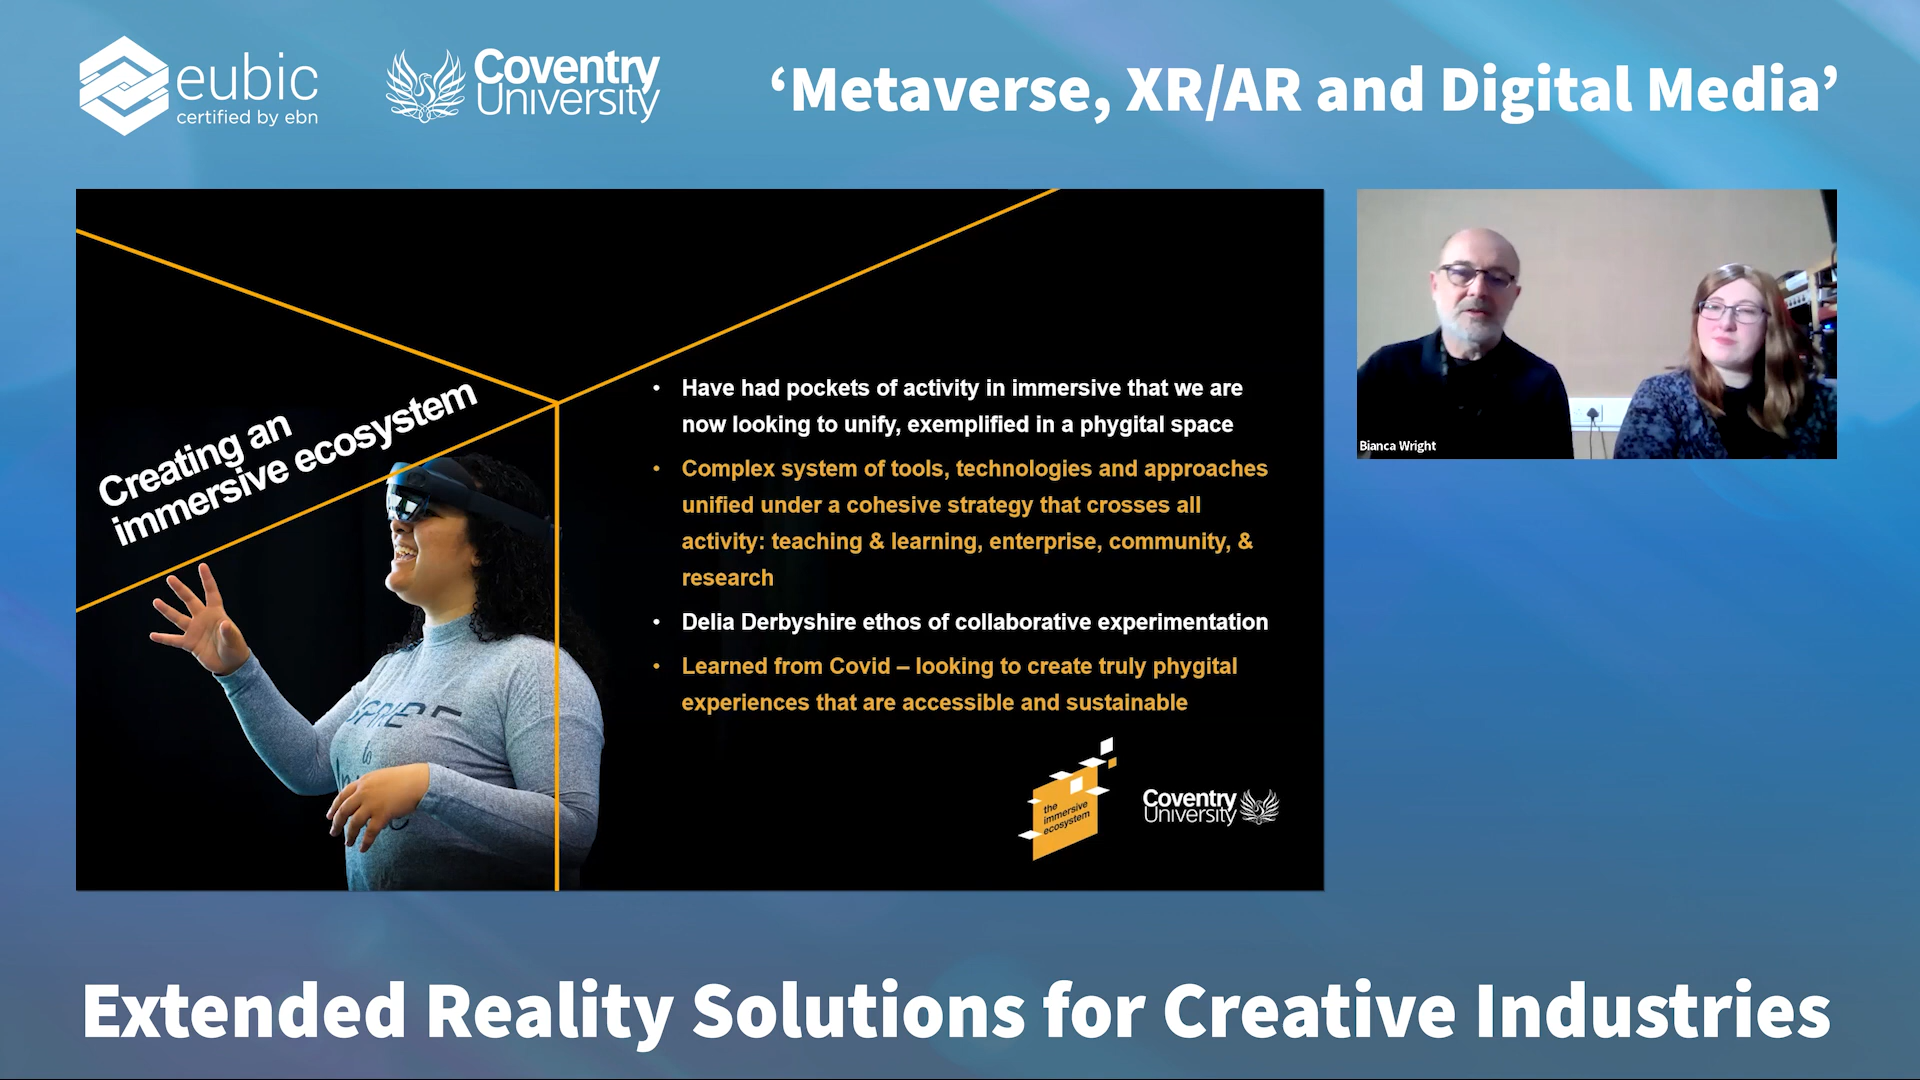 eubic
certified by ebn
Coventry
University
‘Metaverse, XR/AR and Digital Media’
Creating an
immersive ecosystem
• Have had pockets of activity in immersive that we are
now looking to unify, exemplified in a phygital space
• Complex system of tools, technologies and approaches
unified under a cohesive strategy that crosses all
activity: teaching & learning, enterprise, community, &
research
• Delia Derbyshire ethos of collaborative experimentation
• Learned from Covid – looking to create truly phygital
experiences that are accessible and sustainable
the
immersive
ecosystem
Coventry
University
Bianca Wright
Extended Reality Solutions for Creative Industries